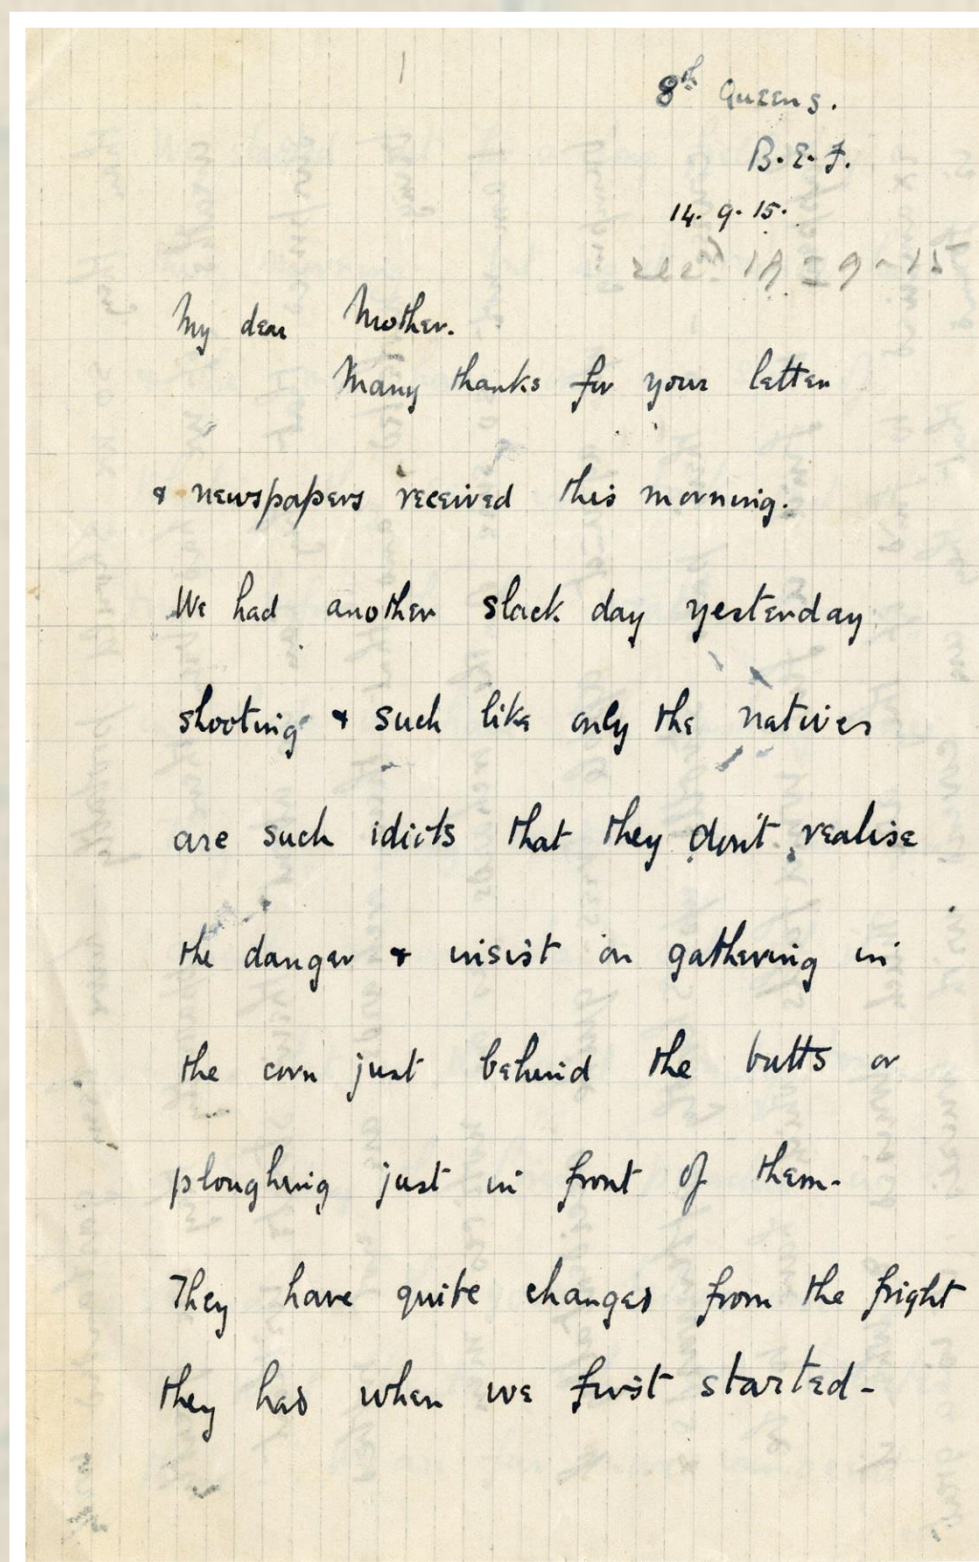 1
8th Queens.
B.E.F.
14.9.15.
recd 19-9-15
My dear Mother.
Many thanks for your letter
& newspapers received this morning.
We had another slack day yesterday
shooting & such like only the natives
are such idiots that they don't realise
the danger & insist on gathering in
the corn just behind the butts or
ploughing just in front of them.
They have quite changed from the fright
they had when we first started-